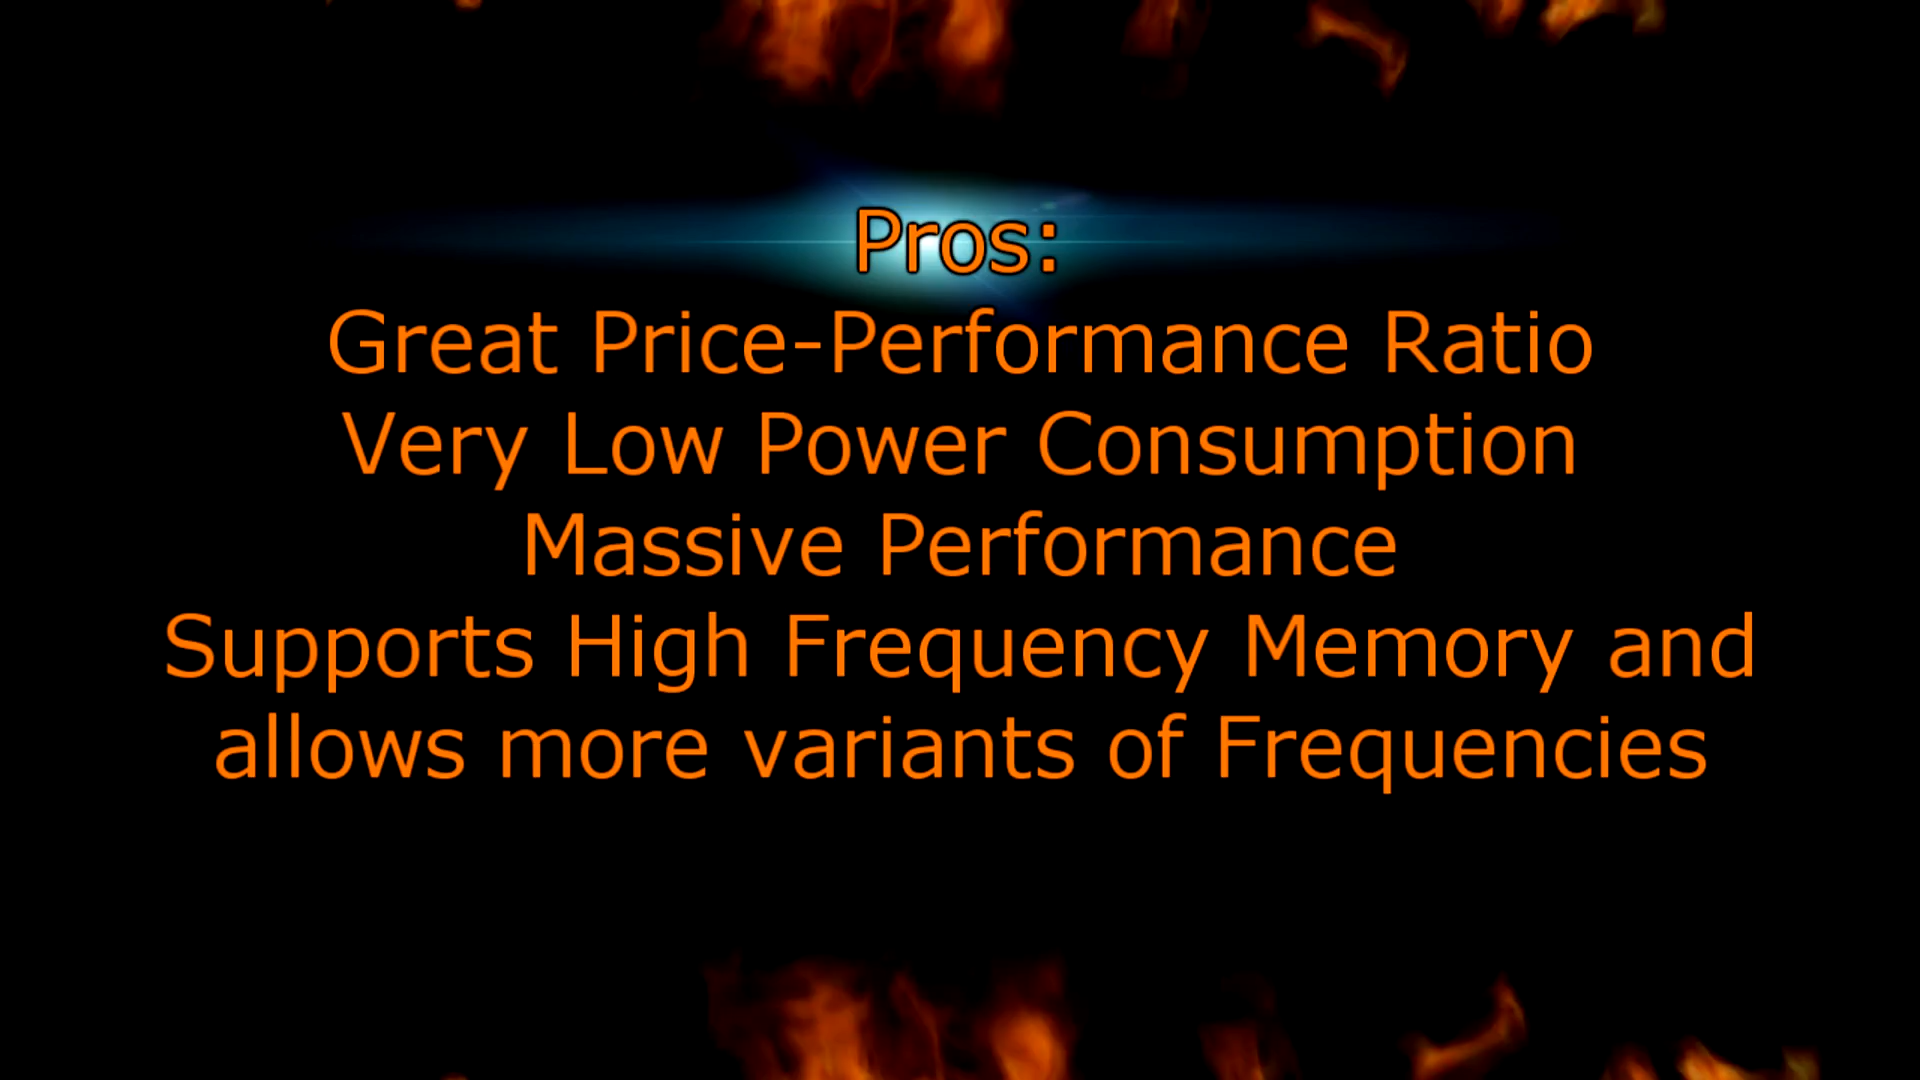 Pros:
Great Price-Performance Ratio
Very Low Power Consumption
Massive Performance
Supports High Frequency Memory and
allows more variants of Frequencies